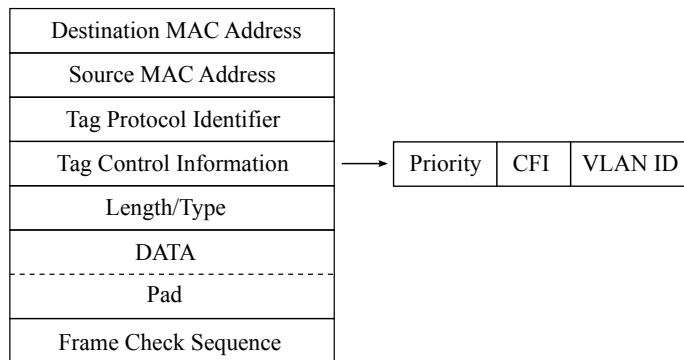 Destination MAC Address
Source MAC Address
Tag Protocol Identifier
Tag Control Information
Priority CFI VLAN ID
Length/Type
DATA
Pad
Frame Check Sequence